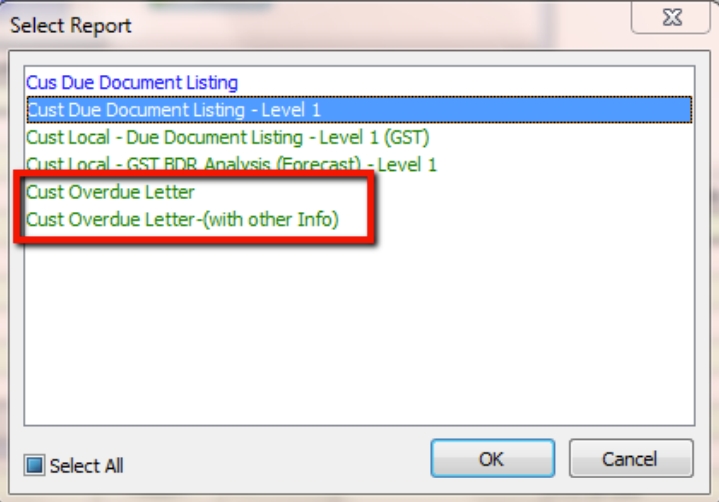 Select Report
Cus Due Document Listing
Cust Due Document Listing - Level 1
Cust Local - Due Document Listing - Level 1 (GST)
Cust Local - GST BDR Analysis (Forecast) - Level 1
Cust Overdue Letter
Cust Overdue Letter-(with other Info)
Select All
OK
Cancel